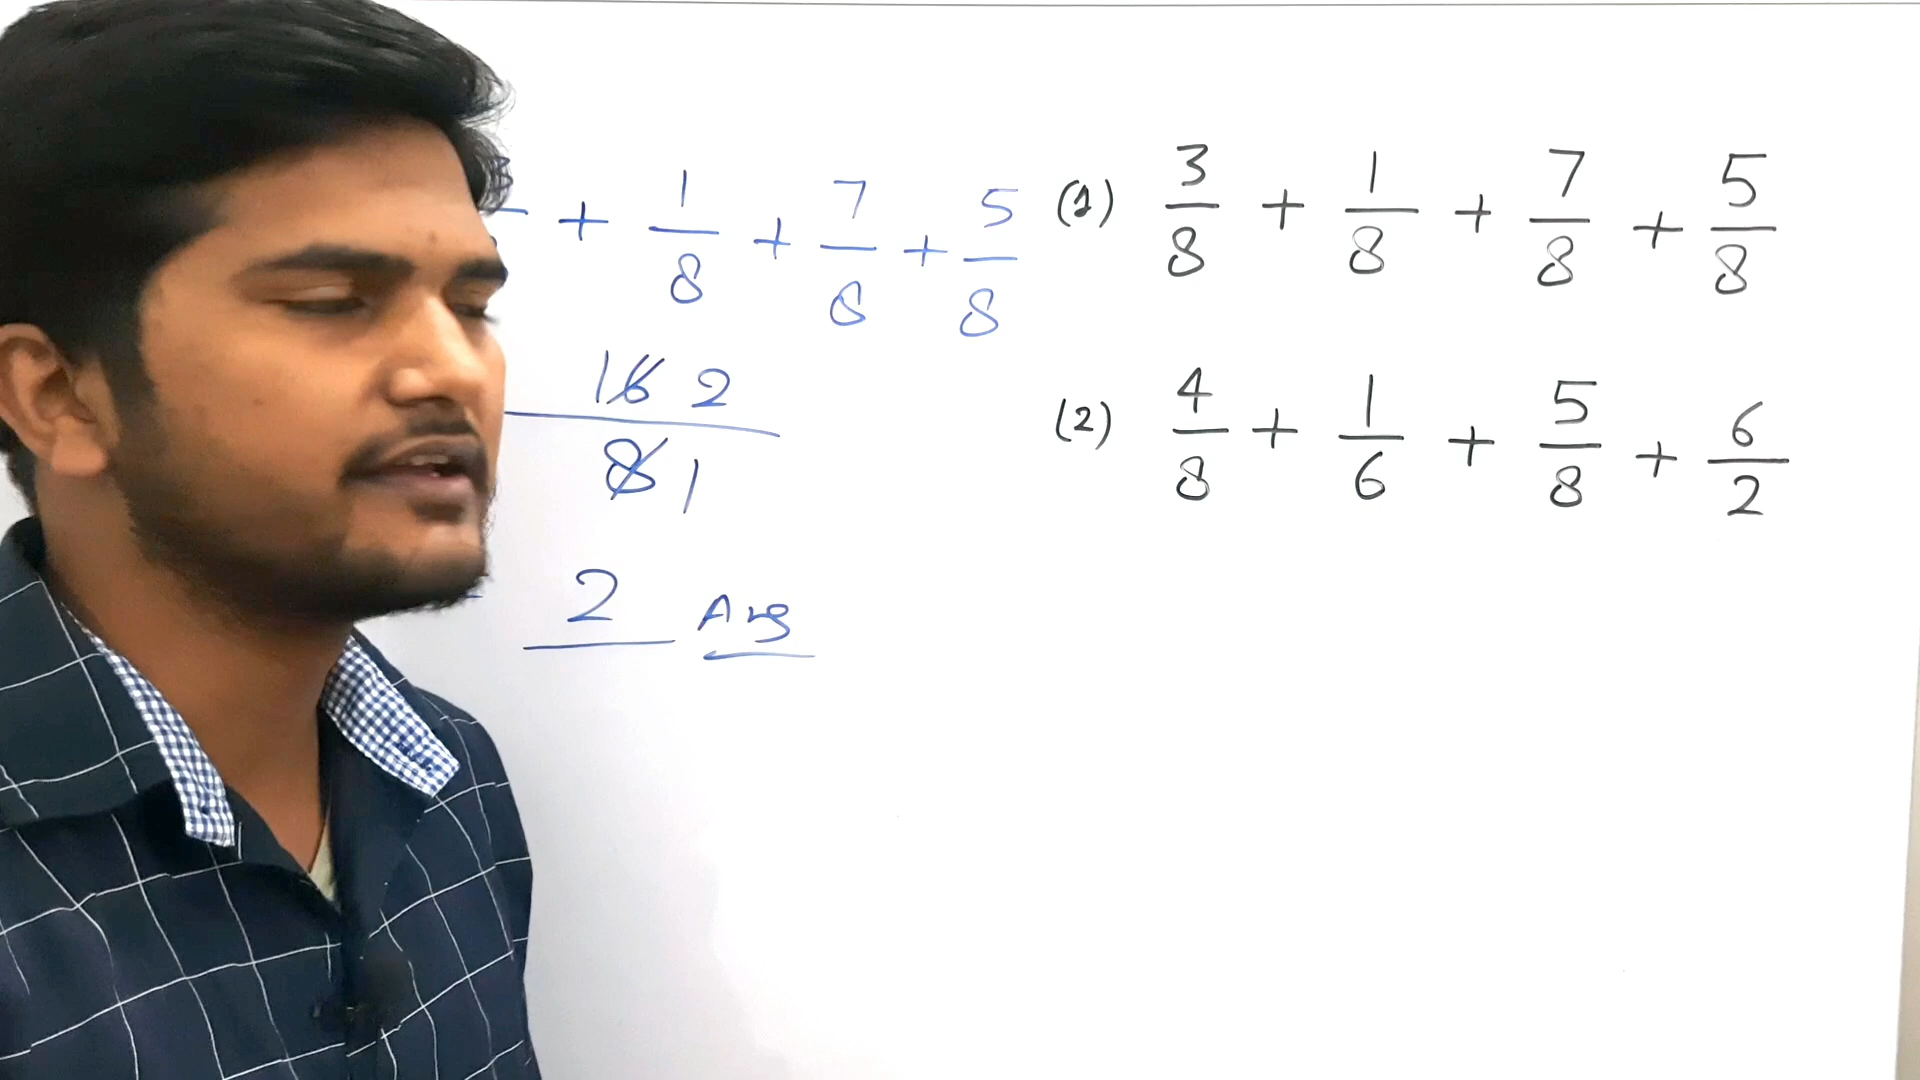 + 1/8 + 7/8 + 5/8
16 2
8 1
2 Ans
(1) 3/8 + 1/8 + 7/8 + 5/8
(2) 4/8 + 1/6 + 5/8 + 6/2